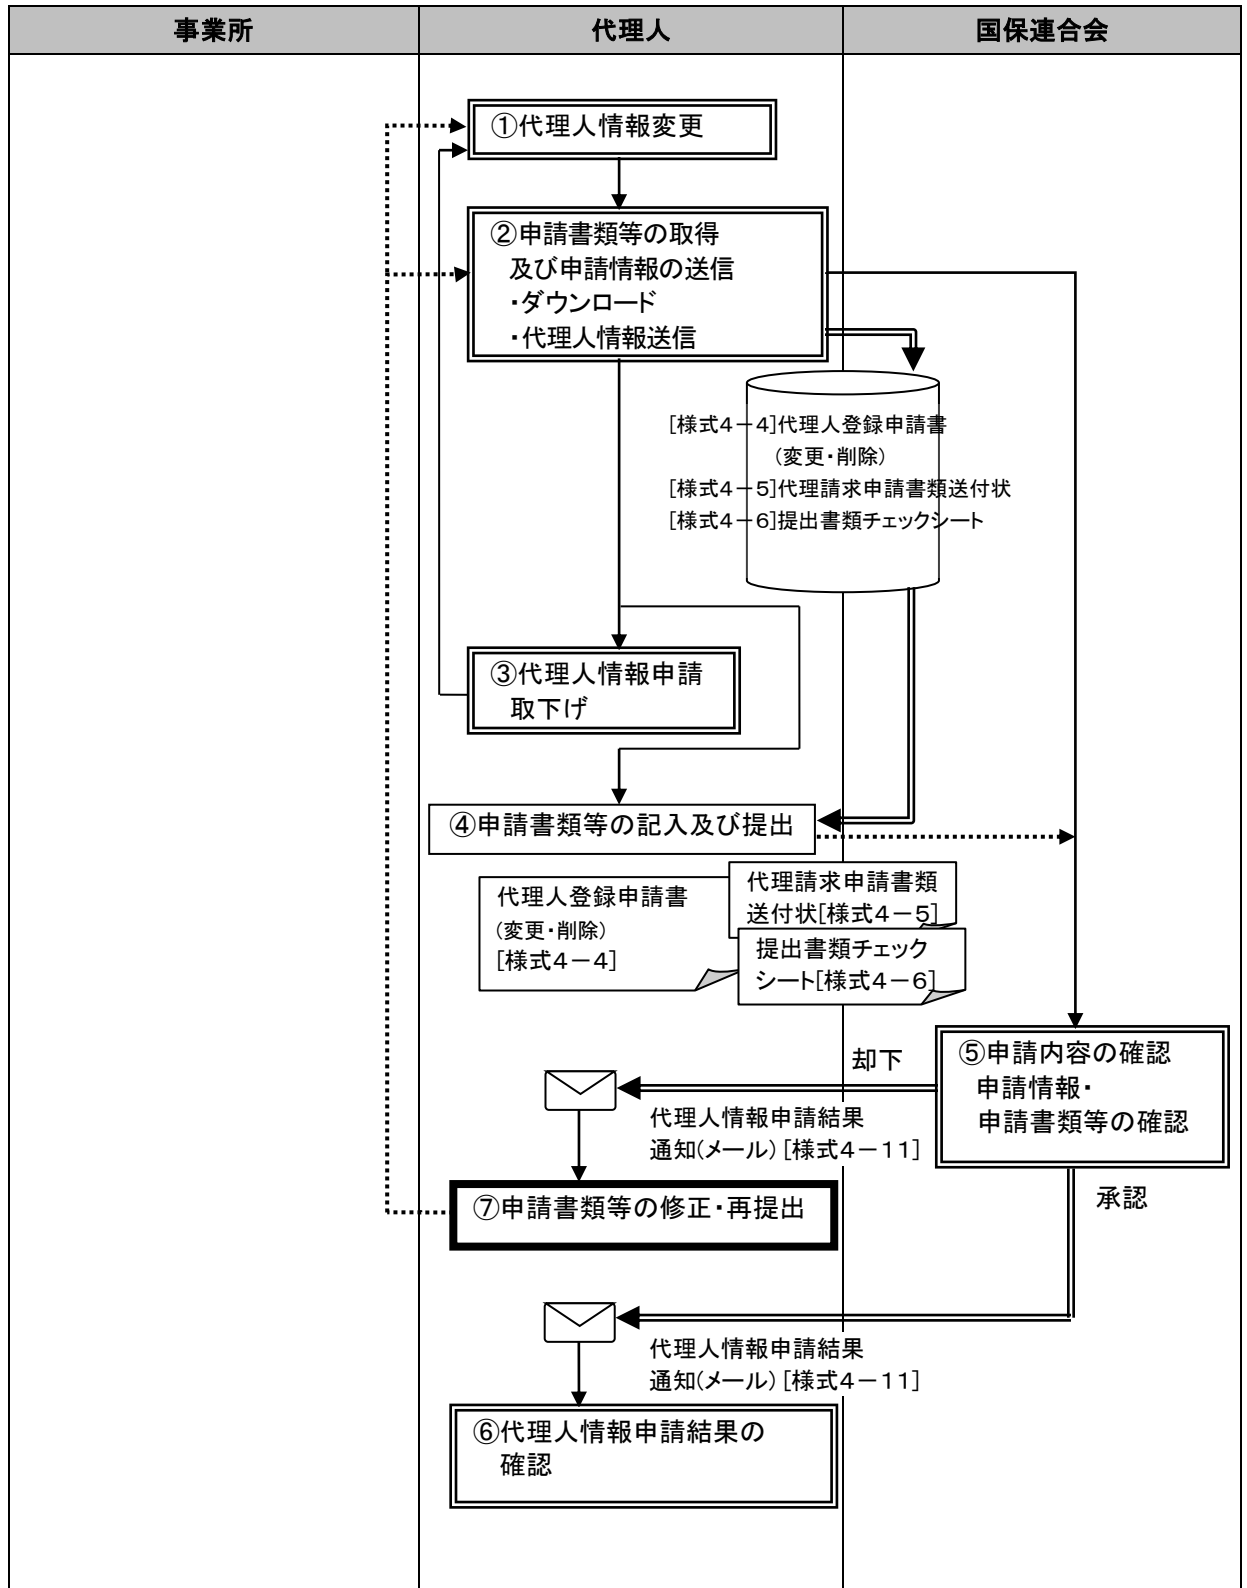 事業所
代理人
国保連合会
①代理人情報変更
②申請書類等の取得
及び申請情報の送信
・ダウンロード
・代理人情報送信
[様式4－4]代理人登録申請書
(変更・削除)
[様式4－5]代理請求申請書類送付状
[様式4－6]提出書類チェックシート
③代理人情報申請
取下げ
④申請書類等の記入及び提出
代理人登録申請書
(変更・削除)
[様式4－4]
代理請求申請書類
送付状[様式4－5]
提出書類チェック
シート[様式4－6]
⑤申請内容の確認
申請情報・
申請書類等の確認
却下
代理人情報申請結果
通知(メール) [様式4－11]
承認
⑦申請書類等の修正・再提出
代理人情報申請結果
通知(メール) [様式4－11]
⑥代理人情報申請結果の
確認